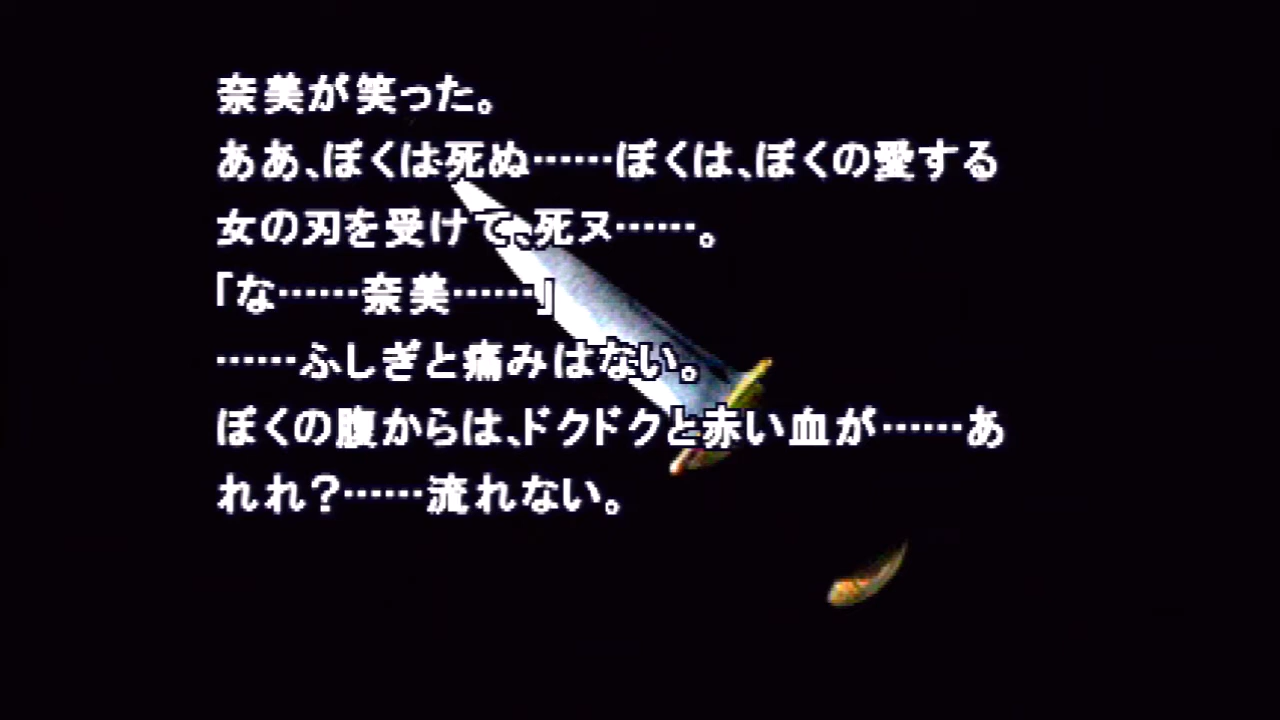 奈美が笑った。
ああ、ぼくは死ぬ……ぼくは、ぼくの愛する
女の刃を受けて、死ヌ……。
「な……奈美……」
……ふしぎと痛みはない。
ぼくの腹からは、ドクドクと赤い血が……あ
れれ？……流れない。